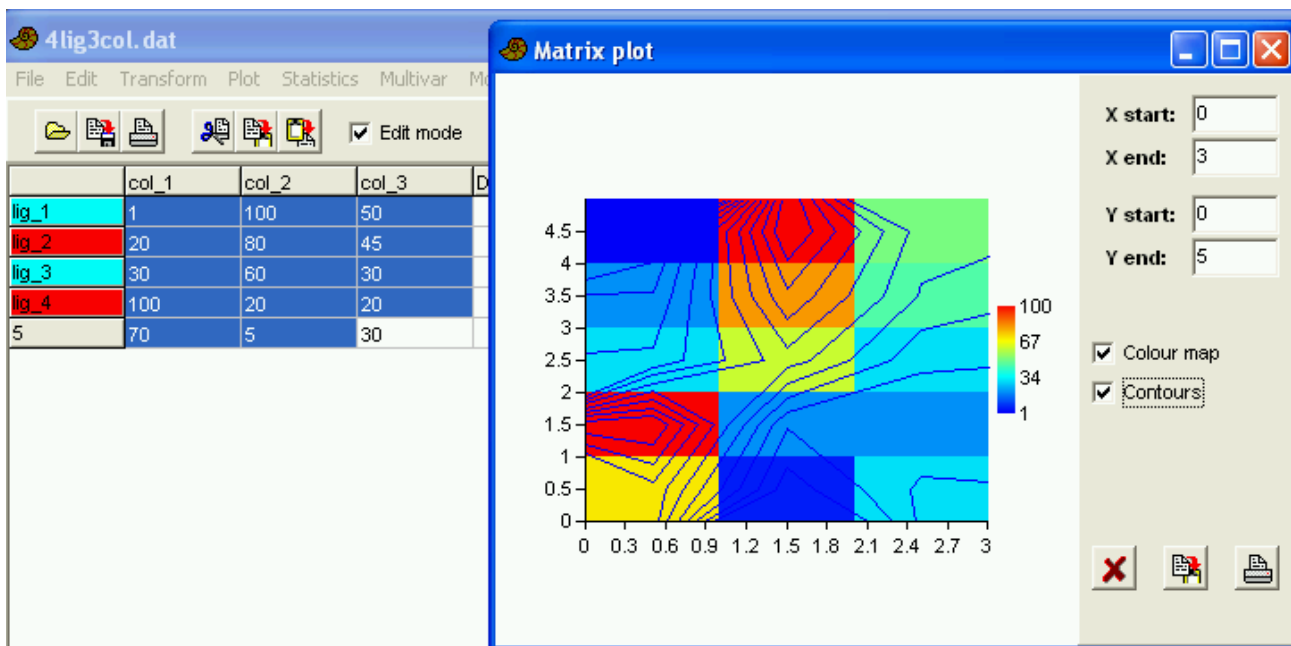 4lig3col.dat
File Edit Transform Plot Statistics Multivar
Edit mode
col_1 col_2 col_3 D
lig_1 1 100 50
lig_2 20 80 45
lig_3 30 60 30
lig_4 100 20 20
5 70 5 30
Matrix plot
4.5
4
3.5
3
2.5
2
1.5
1
0.5
0
0 0.3 0.6 0.9 1.2 1.5 1.8 2.1 2.4 2.7 3
100
67
34
1
X start: 0
X end: 3
Y start: 0
Y end: 5
Colour map
Contours